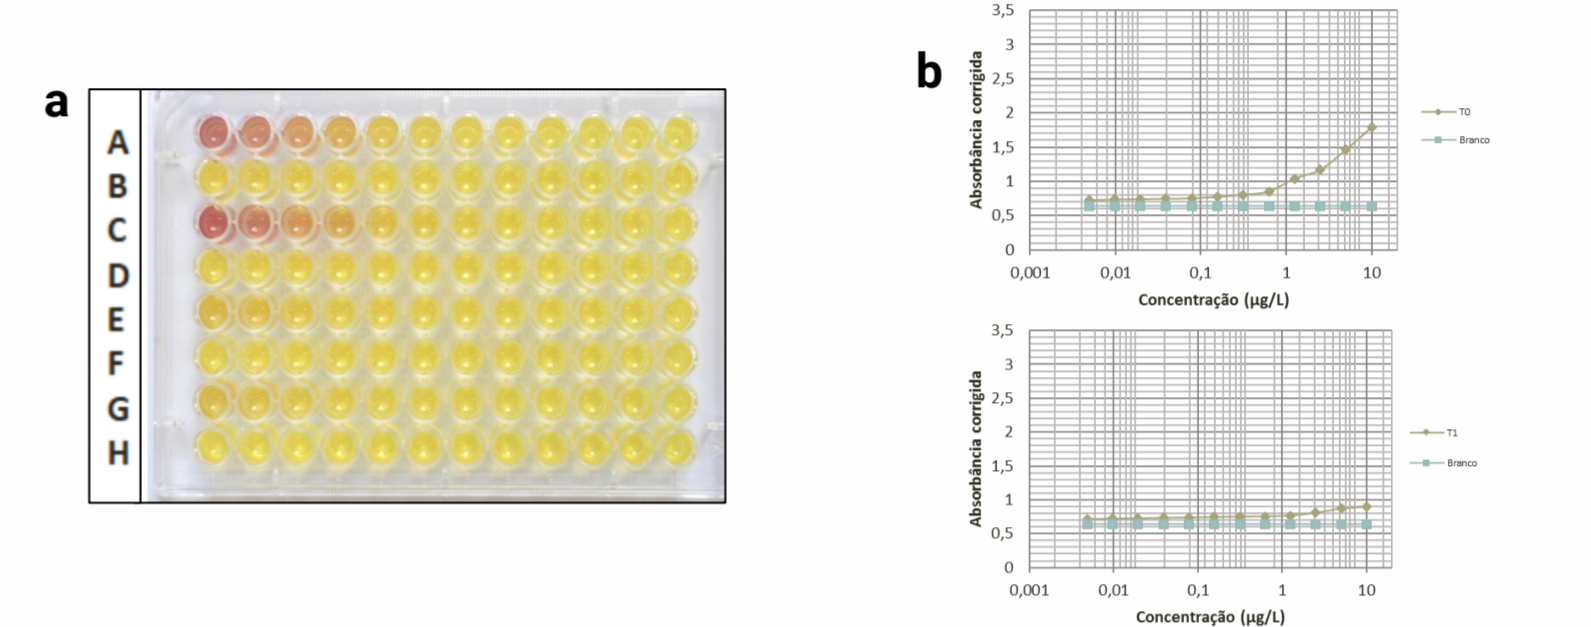 a
A
B
C
D
E
F
G
H
b
Absorbância corrigida
3,5
3
2,5
2
1,5
1
0,5
0
0,001
0,01
0,1
1
10
Concentração (µg/L)
T0
Branco
Absorbância corrigida
3,5
3
2,5
2
1,5
1
0,5
0
0,001
0,01
0,1
1
10
Concentração (µg/L)
T1
Branco